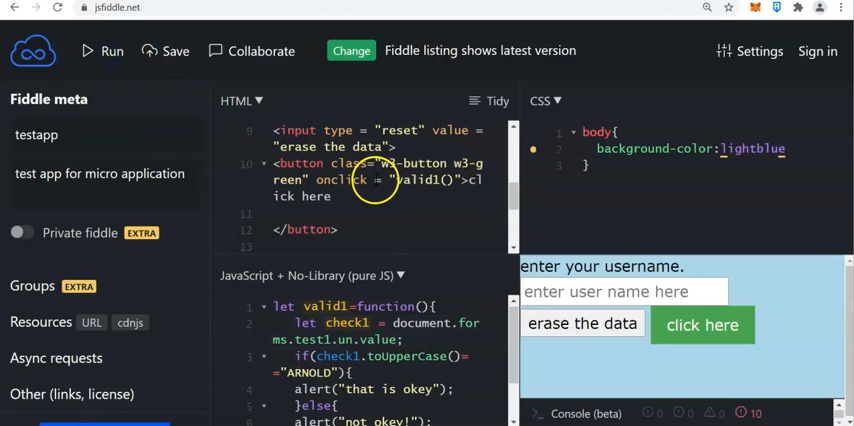 jsfiddle.net
Run Save Collaborate Change Fiddle listing shows latest version Settings Sign in
Fiddle meta
testapp
test app for micro application
Private fiddle EXTRA
Groups EXTRA
Resources URL cdnjs
Async requests
Other (links, license)
HTML▼ Tidy
9 <input type = "reset" value =
"erase the data">
10 <button class="w3-button w3-g
reen" onclick = "valid1()">cl
ick here
11
12 </button>
13
JavaScript + No-Library (pure JS) ▼
1 let valid1=function(){
2 let check1 = document.for
ms.test1.un.value;
3 if(check1.toUpperCase()=
="ARNOLD"){
4 alert("that is okey");
5 }else{
6 alert("not okey!");
CSS▼
1 body{
2 background-color:lightblue
3 }
enter your username.
enter user name here
erase the data click here
Console (beta) 0 0 0 10